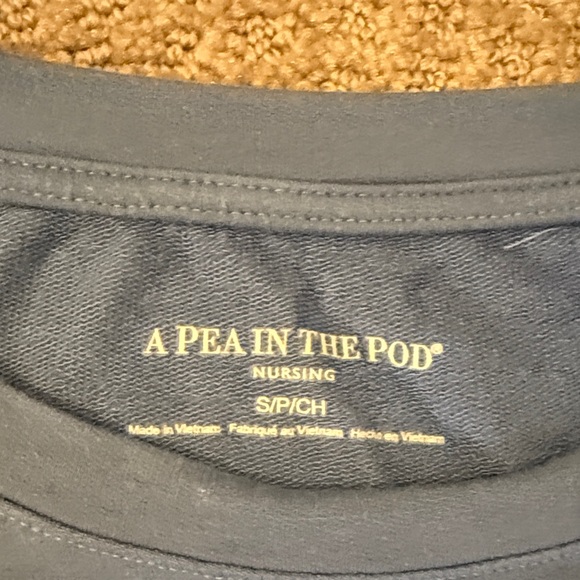 A PEA IN THE POD®
NURSING
S/P/CH
Made in Vietnam Fabriqué au Vietnam Hecho en Vietnam